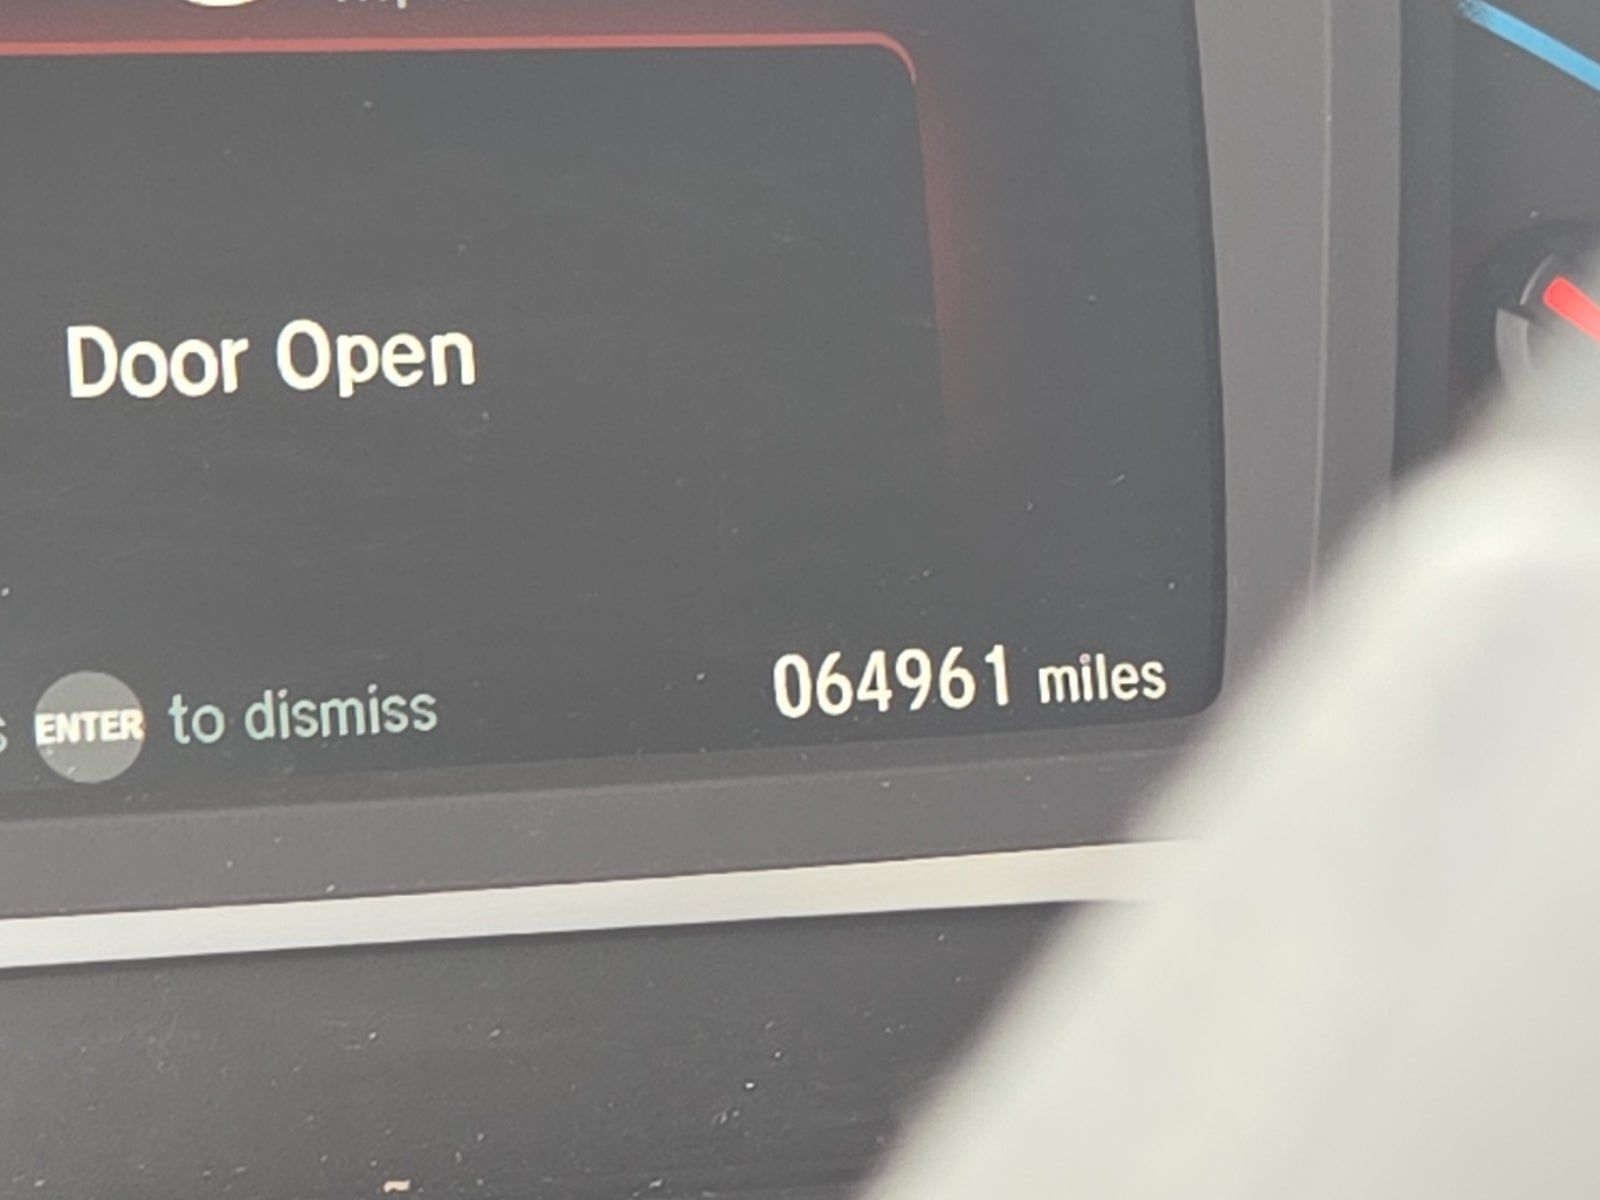 Door Open
ENTER to dismiss
064961 miles